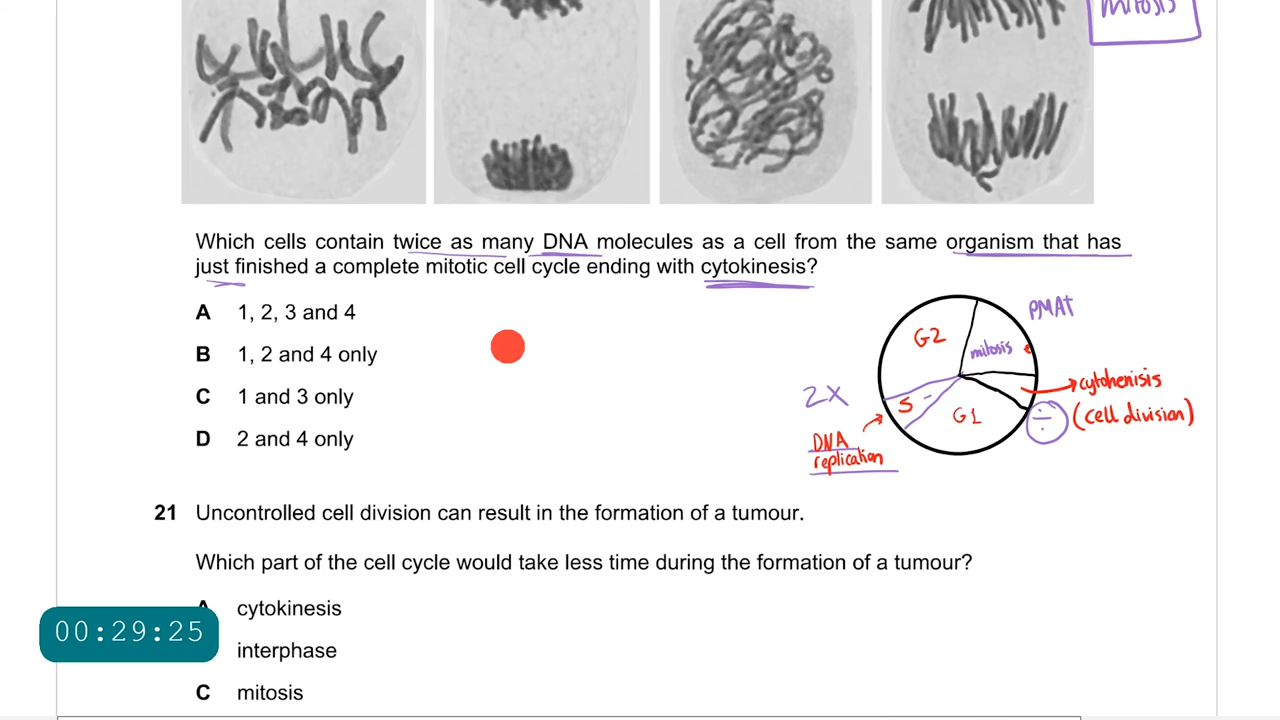 mitosis
Which cells contain twice as many DNA molecules as a cell from the same organism that has
just finished a complete mitotic cell cycle ending with cytokinesis?
A 1, 2, 3 and 4
B 1, 2 and 4 only
C 1 and 3 only
D 2 and 4 only
PMAT
G2
mitosis
cytohenisis
(cell division)
÷
2X
S
G1
DNA
replication
21 Uncontrolled cell division can result in the formation of a tumour.
Which part of the cell cycle would take less time during the formation of a tumour?
A cytokinesis
interphase
C mitosis
00:29:25